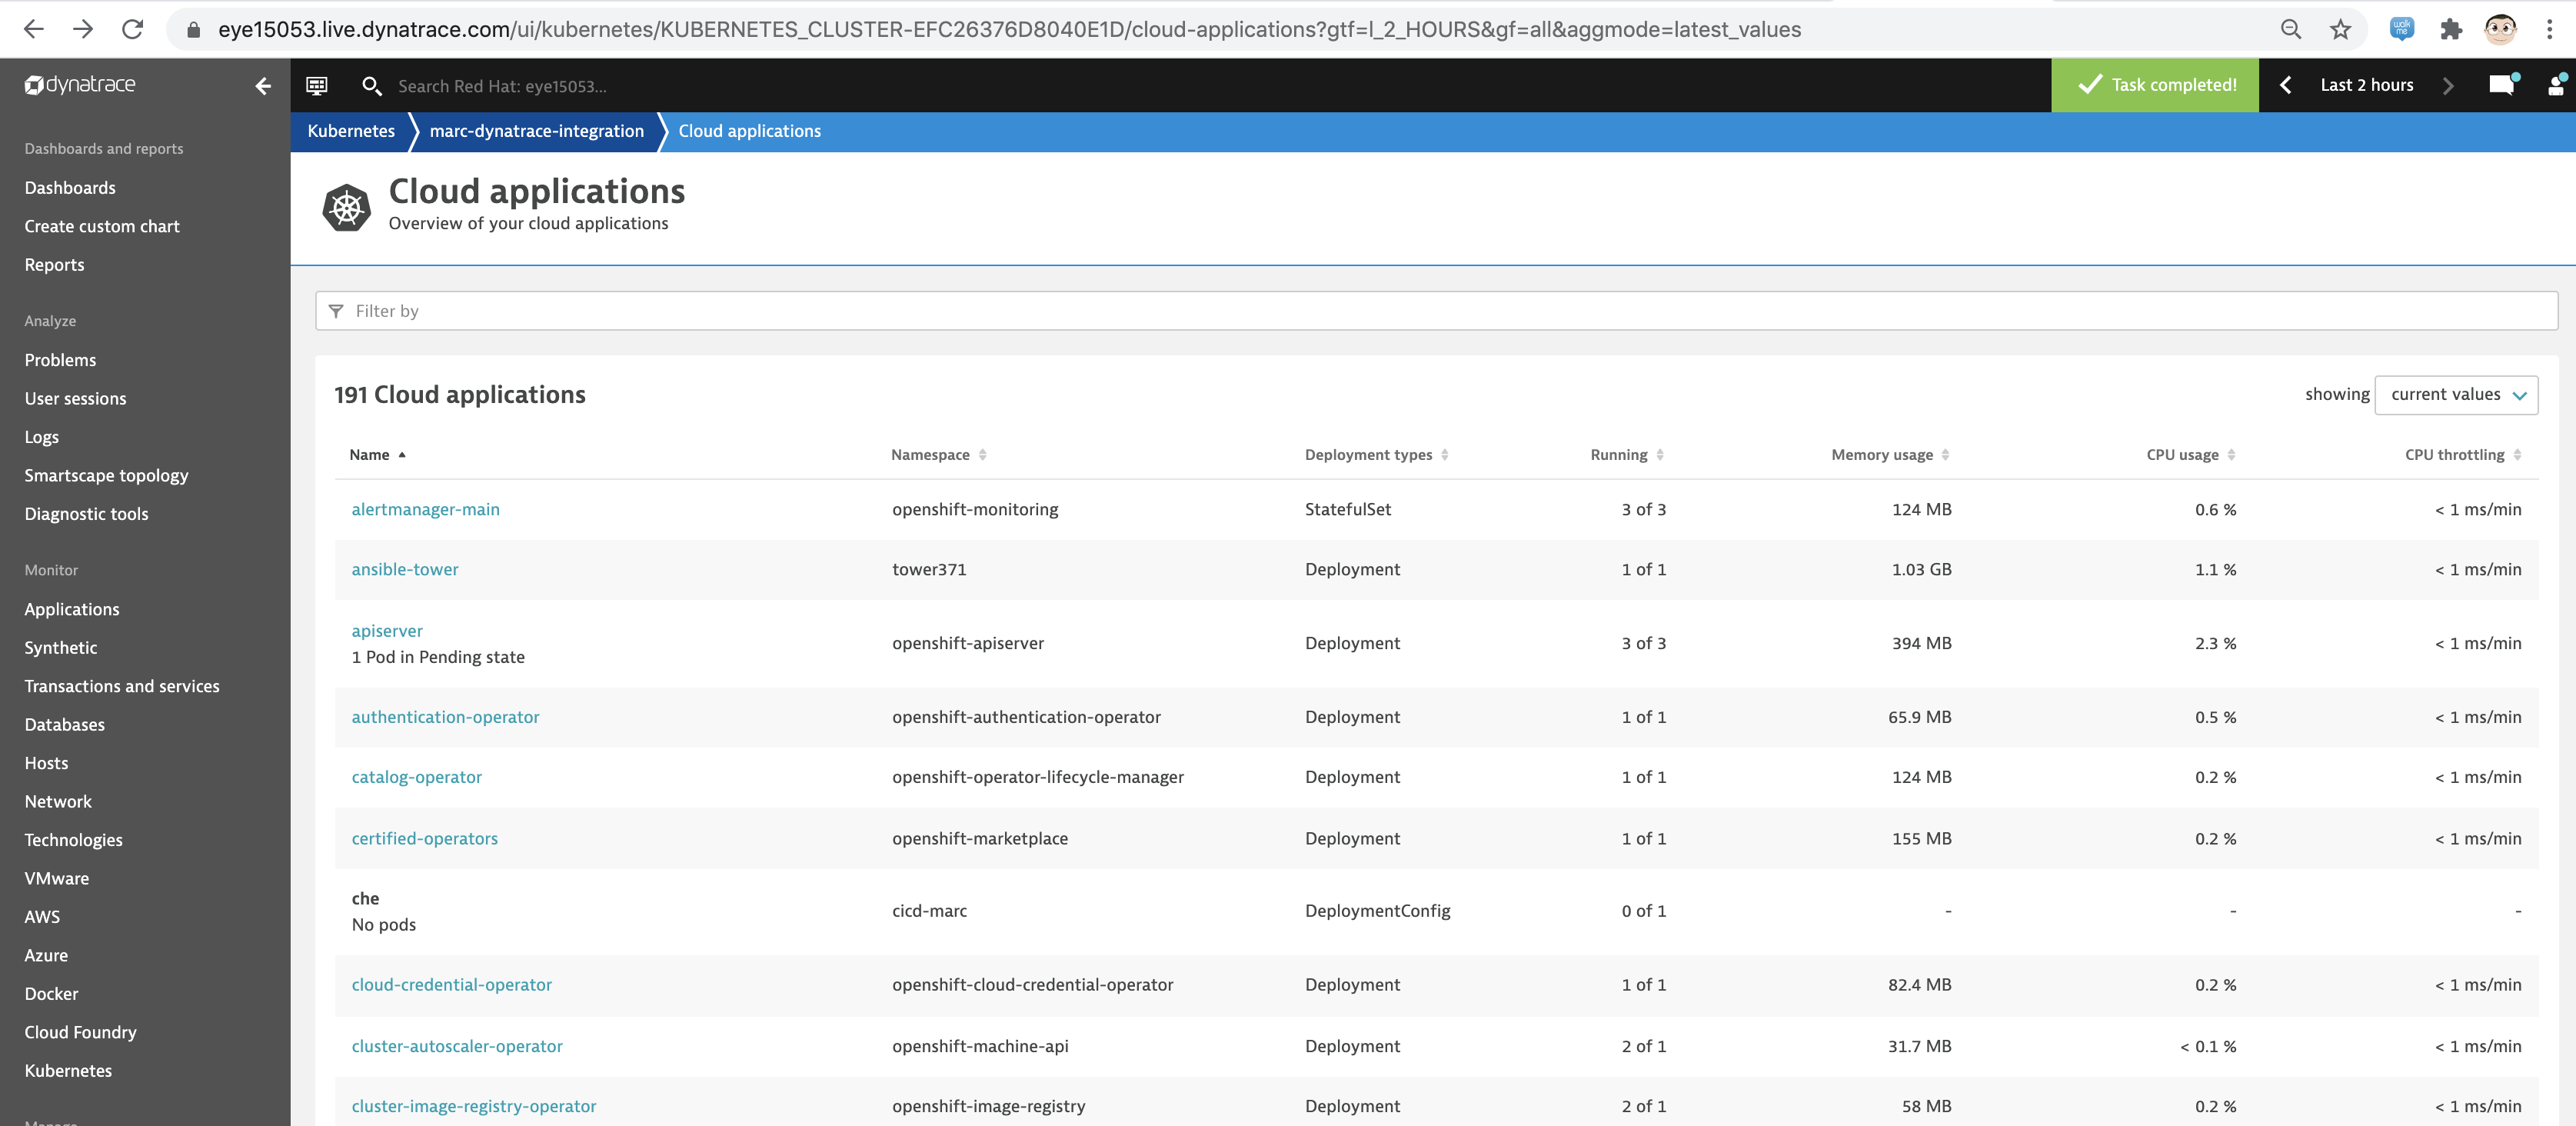 eye15053.live.dynatrace.com/ui/kubernetes/KUBERNETES_CLUSTER-EFC26376D8040E1D/cloud-applications?gtf=l_2_HOURS&gf=all&aggmode=latest_values
walk me
dynatrace
Search Red Hat: eye15053...
Task completed!
Last 2 hours
Dashboards and reports
Dashboards
Create custom chart
Reports
Analyze
Problems
User sessions
Logs
Smartscape topology
Diagnostic tools
Monitor
Applications
Synthetic
Transactions and services
Databases
Hosts
Network
Technologies
VMware
AWS
Azure
Docker
Cloud Foundry
Kubernetes
Manage
Kubernetes marc-dynatrace-integration Cloud applications
Cloud applications
Overview of your cloud applications
Filter by
191 Cloud applications
showing current values
Name Namespace Deployment types Running Memory usage CPU usage CPU throttling
alertmanager-main openshift-monitoring StatefulSet 3 of 3 124 MB 0.6 % < 1 ms/min
ansible-tower tower371 Deployment 1 of 1 1.03 GB 1.1 % < 1 ms/min
apiserver openshift-apiserver Deployment 3 of 3 394 MB 2.3 % < 1 ms/min
1 Pod in Pending state
authentication-operator openshift-authentication-operator Deployment 1 of 1 65.9 MB 0.5 % < 1 ms/min
catalog-operator openshift-operator-lifecycle-manager Deployment 1 of 1 124 MB 0.2 % < 1 ms/min
certified-operators openshift-marketplace Deployment 1 of 1 155 MB 0.2 % < 1 ms/min
che cicd-marc DeploymentConfig 0 of 1 - - -
No pods
cloud-credential-operator openshift-cloud-credential-operator Deployment 1 of 1 82.4 MB 0.2 % < 1 ms/min
cluster-autoscaler-operator openshift-machine-api Deployment 2 of 1 31.7 MB < 0.1 % < 1 ms/min
cluster-image-registry-operator openshift-image-registry Deployment 2 of 1 58 MB 0.2 % < 1 ms/min